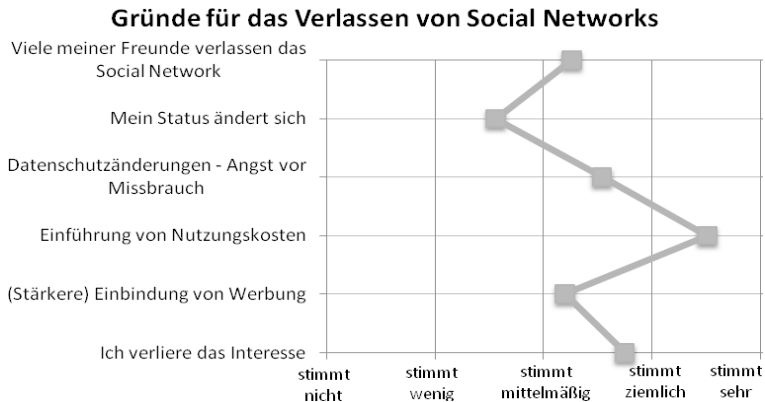 Gründe für das Verlassen von Social Networks
Viele meiner Freunde verlassen das
Social Network
Mein Status ändert sich
Datenschutzänderungen - Angst vor
Missbrauch
Einführung von Nutzungskosten
(Stärkere) Einbindung von Werbung
Ich verliere das Interesse
stimmt
nicht
stimmt
wenig
stimmt
mittelmäßig
stimmt
ziemlich
stimmt
sehr